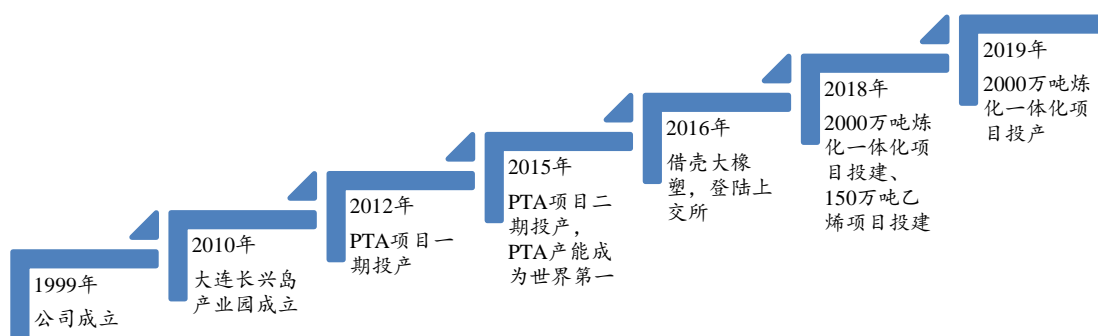 1999年
公司成立
2010年
大连长兴岛
产业园成立
2012年
PTA项目一
期投产
2015年
PTA项目二
期投产，
PTA产能成
为世界第一
2016年
借壳大橡
塑，登陆上
交所
2018年
2000万吨炼
化一体化项
目投建、
150万吨乙
烯项目投建
2019年
2000万吨炼
化一体化项
目投产